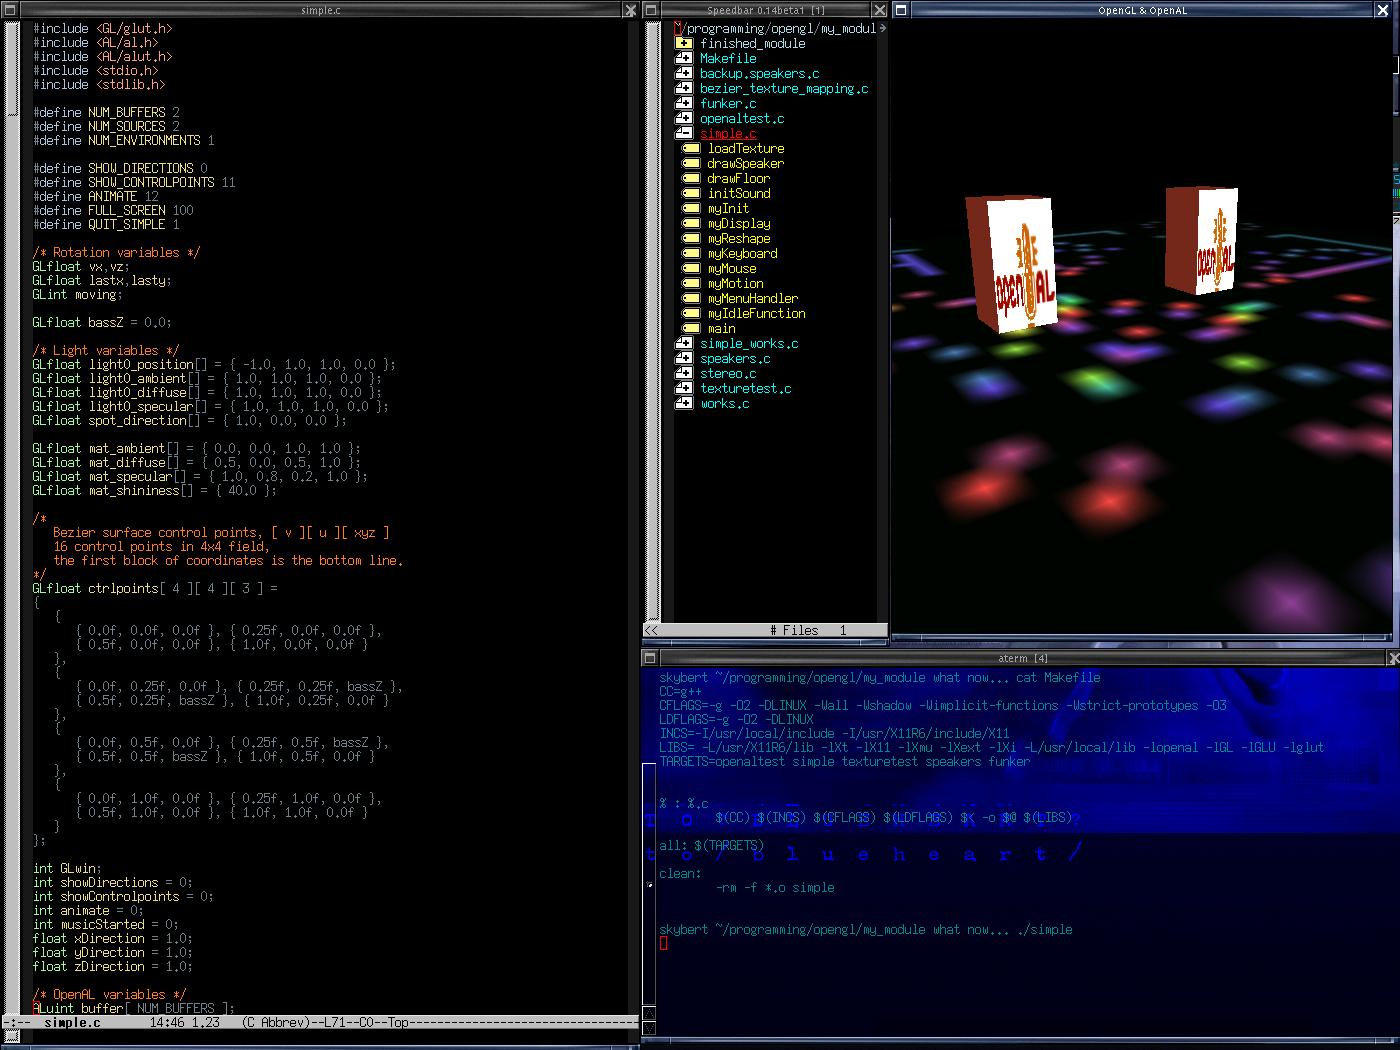 simple.c
#include <GL/glut.h>
#include <AL/al.h>
#include <AL/alut.h>
#include <stdio.h>
#include <stdlib.h>
#define NUM_BUFFERS 2
#define NUM_SOURCES 2
#define NUM_ENVIRONMENTS 1
#define SHOW_DIRECTIONS 0
#define SHOW_CONTROLPOINTS 11
#define ANIMATE 12
#define FULL_SCREEN 100
#define QUIT_SIMPLE 1
/* Rotation variables */
GLfloat vx,vz;
GLfloat lastx,lasty;
GLint moving;
GLfloat bassZ = 0.0;
/* Light variables */
GLfloat light0_position[] = { -1.0, 1.0, 1.0, 0.0 };
GLfloat light0_ambient[] = { 1.0, 1.0, 1.0, 0.0 };
GLfloat light0_diffuse[] = { 1.0, 1.0, 1.0, 0.0 };
GLfloat light0_specular[] = { 1.0, 1.0, 1.0, 0.0 };
GLfloat spot_direction[] = { 1.0, 0.0, 0.0 };
GLfloat mat_ambient[] = { 0.0, 0.0, 1.0, 1.0 };
GLfloat mat_diffuse[] = { 0.5, 0.0, 0.5, 1.0 };
GLfloat mat_specular[] = { 1.0, 0.8, 0.2, 1.0 };
GLfloat mat_shininess[] = { 40.0 };
/*
Bezier surface control points, [ v ][ u ][ xyz ]
16 control points in 4x4 field,
the first block of coordinates is the bottom line.
*/
GLfloat ctrlpoints[ 4 ][ 4 ][ 3 ] =
{
{
{ 0.0f, 0.0f, 0.0f }, { 0.25f, 0.0f, 0.0f },
{ 0.5f, 0.0f, 0.0f }, { 1.0f, 0.0f, 0.0f }
},
{
{ 0.0f, 0.25f, 0.0f }, { 0.25f, 0.25f, bassZ },
{ 0.5f, 0.25f, bassZ }, { 1.0f, 0.25f, 0.0f }
},
{
{ 0.0f, 0.5f, 0.0f }, { 0.25f, 0.5f, bassZ },
{ 0.5f, 0.5f, bassZ }, { 1.0f, 0.5f, 0.0f }
},
{
{ 0.0f, 1.0f, 0.0f }, { 0.25f, 1.0f, 0.0f },
{ 0.5f, 1.0f, 0.0f }, { 1.0f, 1.0f, 0.0f }
}
};
int GLwin;
int showDirections = 0;
int showControlpoints = 0;
int animate = 0;
int musicStarted = 0;
float xDirection = 1.0;
float yDirection = 1.0;
float zDirection = 1.0;
/* OpenAL variables */
ALuint buffer[ NUM_BUFFERS ];
-:-- simple.c 14:46 1.23 (C Abbrev)--L71--C0--Top
Speedbar 0.14beta1 [1]
/programming/opengl/my_modul
finished_module
Makefile
backup.speakers.c
bezier_texture_mapping.c
funker.c
openaltest.c
simple.c
loadTexture
drawSpeaker
drawFloor
initSound
myInit
myDisplay
myReshape
myKeyboard
myMouse
myMotion
myMenuHandler
myIdleFunction
main
simple_works.c
speakers.c
stereo.c
texturetest.c
works.c
<< # Files 1
OpenGL & OpenAL
openAL
openAL
aterm [4]
skybert ~/programming/opengl/my_module what now... cat Makefile
CC=g++
CFLAGS=-g -O2 -DLINUX -Wall -Wshadow -Wimplicit-functions -Wstrict-prototypes -O3
LDFLAGS=-g -O2 -DLINUX
INCS=-I/usr/local/include -I/usr/X11R6/include/X11
LIBS= -L/usr/X11R6/lib -lXt -lX11 -lXmu -lXext -lXi -L/usr/local/lib -lopenal -lGL -lGLU -lglut
TARGETS=openaltest simple texturetest speakers funker
% : %.c
$(CC) $(INCS) $(CFLAGS) $(LDFLAGS) $< -o $@ $(LIBS)
all: $(TARGETS)
to/blueheart/
clean:
-rm -f *.o simple
skybert ~/programming/opengl/my_module what now... ./simple